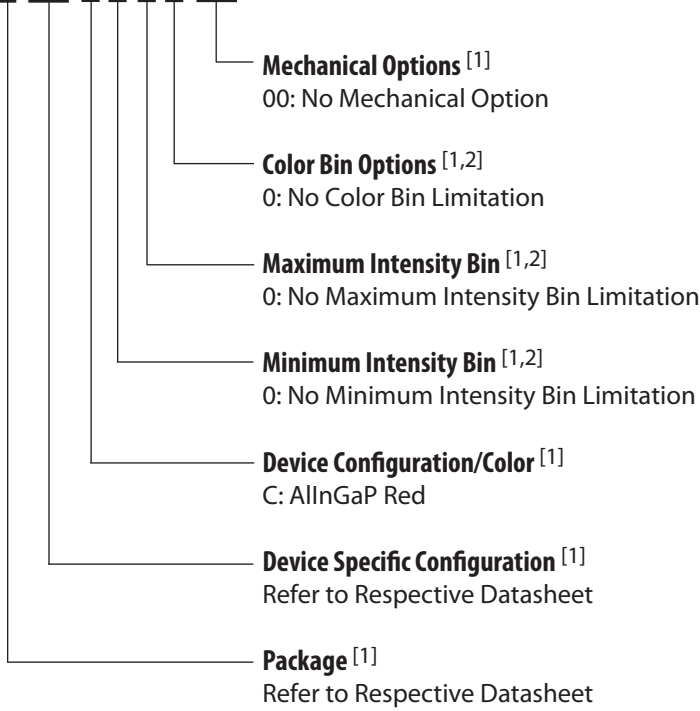 Mechanical Options [1]
00: No Mechanical Option
Color Bin Options [1,2]
0: No Color Bin Limitation
Maximum Intensity Bin [1,2]
0: No Maximum Intensity Bin Limitation
Minimum Intensity Bin [1,2]
0: No Minimum Intensity Bin Limitation
Device Configuration/Color [1]
C: AlInGaP Red
Device Specific Configuration [1]
Refer to Respective Datasheet
Package [1]
Refer to Respective Datasheet